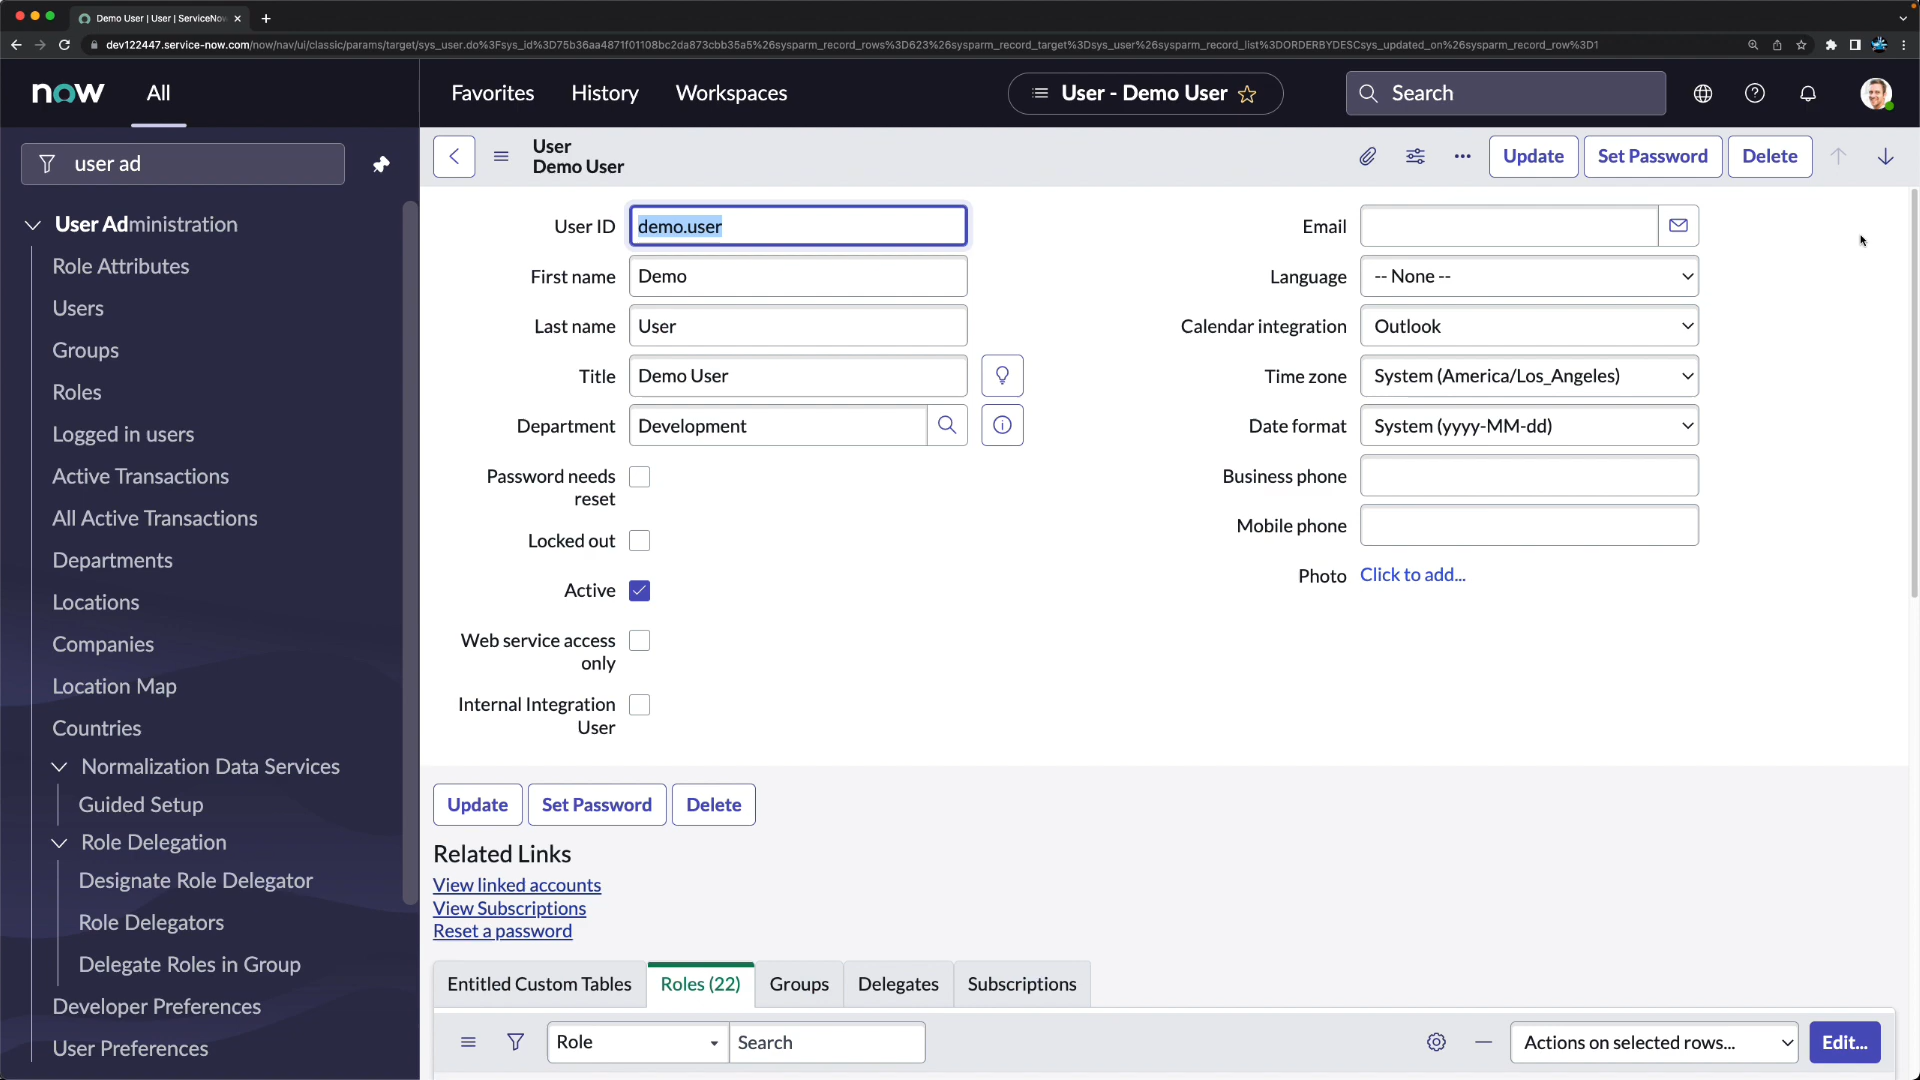 Demo User | User | ServiceNow
dev122447.service-now.com/now/nav/ui/classic/params/target/sys_user.do%3Fsys_id%3D75b36aa4871f01108bc2da873cbb35a5%26sysparm_record_rows%3D623%26sysparm_record_target%3Dsys_user%26sysparm_record_list%3DORDERBYDESCsys_updated_on%26sysparm_record_row%3D1
now
All
Favorites
History
Workspaces
User - Demo User
Search
user ad
User
Demo User
Update
Set Password
Delete
User Administration
Role Attributes
Users
Groups
Roles
Logged in users
Active Transactions
All Active Transactions
Departments
Locations
Companies
Location Map
Countries
Normalization Data Services
Guided Setup
Role Delegation
Designate Role Delegator
Role Delegators
Delegate Roles in Group
Developer Preferences
User Preferences
User ID
demo.user
First name
Demo
Last name
User
Title
Demo User
Department
Development
Password needs
reset
Locked out
Active
Web service access
only
Internal Integration
User
Email
Language
-- None --
Calendar integration
Outlook
Time zone
System (America/Los_Angeles)
Date format
System (yyyy-MM-dd)
Business phone
Mobile phone
Photo
Click to add...
Update
Set Password
Delete
Related Links
View linked accounts
View Subscriptions
Reset a password
Entitled Custom Tables
Roles (22)
Groups
Delegates
Subscriptions
Role
Search
Actions on selected rows...
Edit...